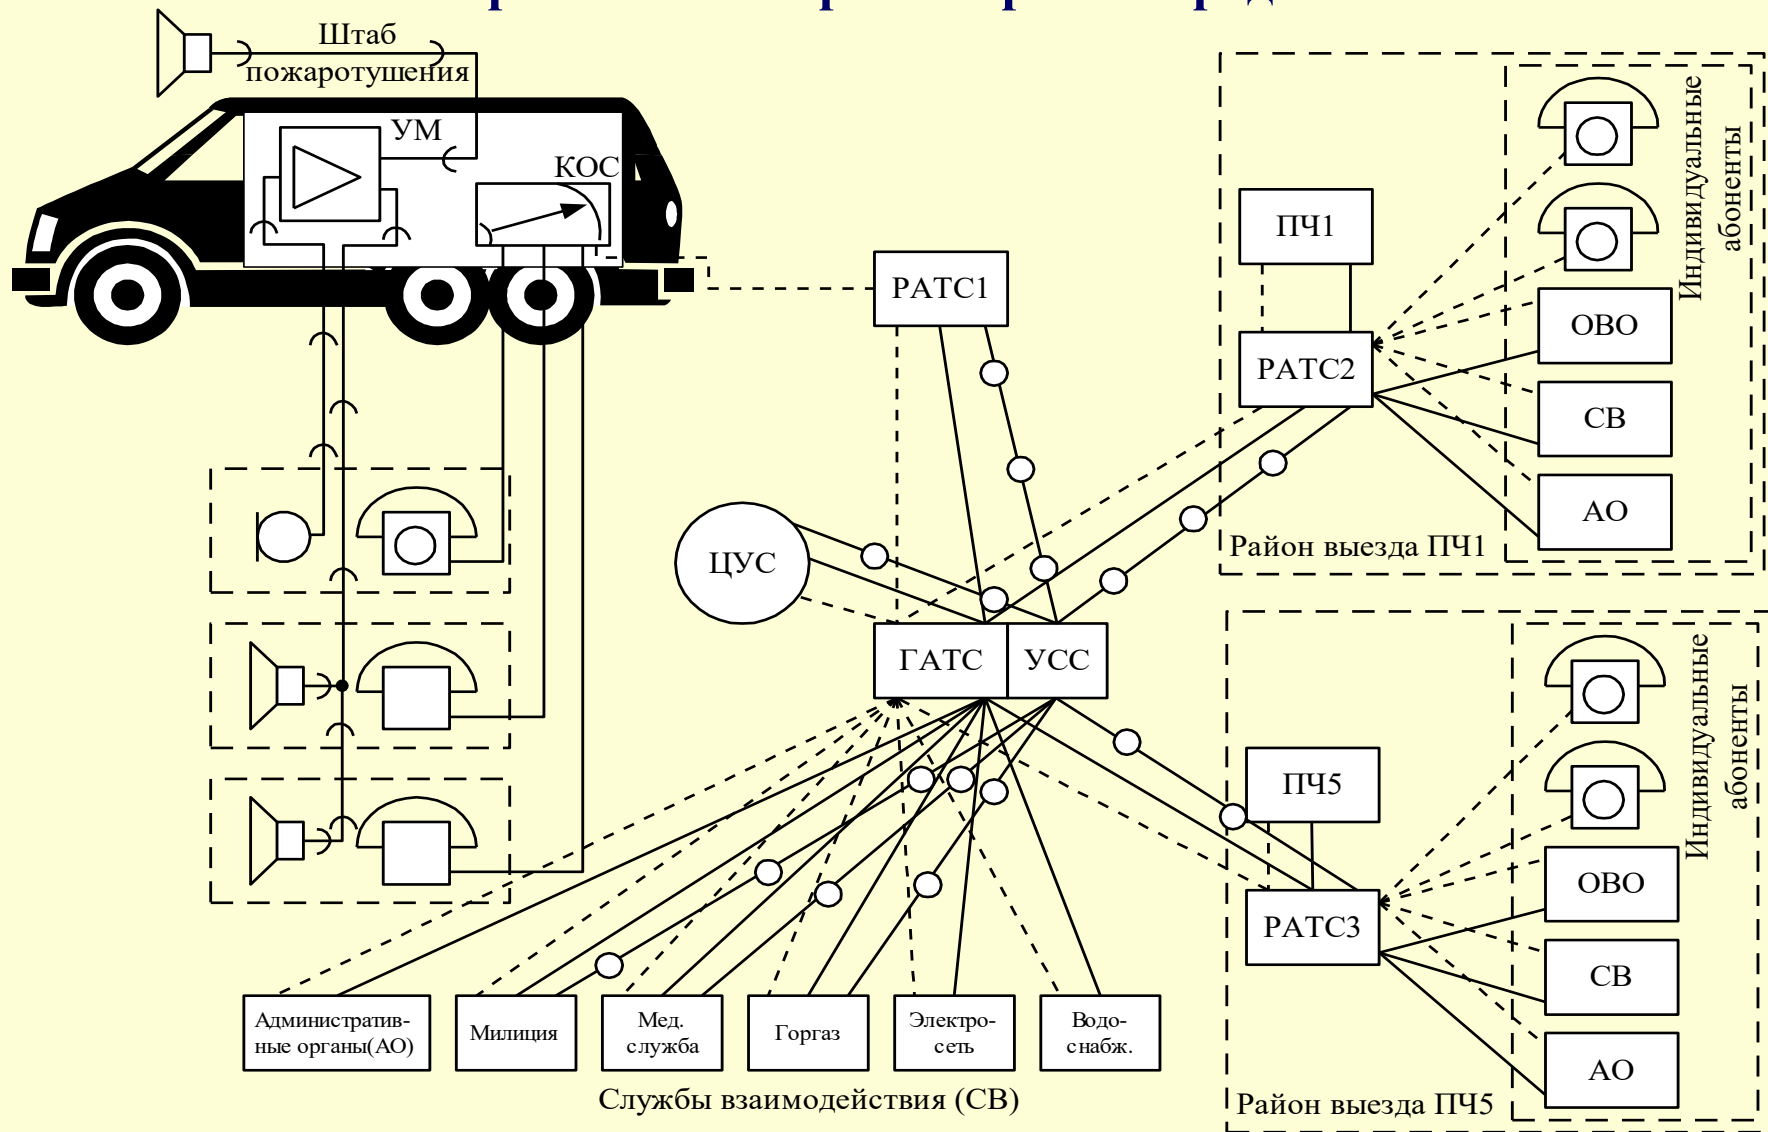 Штаб
пожаротушения
УМ
КОС
РАТС1
ЦУС
ГАТС
УСС
ПЧ1
РАТС2
Индивидуальные
абоненты
ОВО
СВ
АО
Район выезда ПЧ1
ПЧ5
РАТС3
Индивидуальные
абоненты
ОВО
СВ
АО
Район выезда ПЧ5
Административ-
ные органы(АО)
Милиция
Мед.
служба
Горгаз
Электро-
сеть
Водо-
снабж.
Службы взаимодействия (СВ)